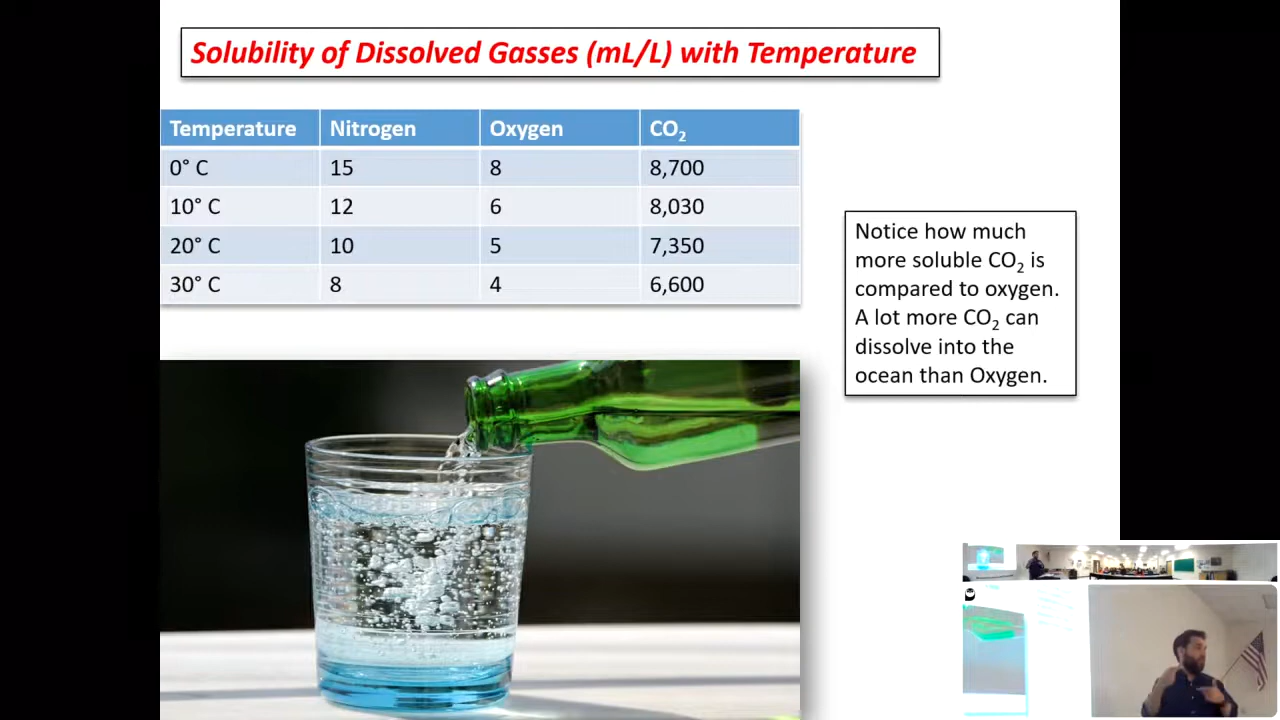 Solubility of Dissolved Gasses (mL/L) with Temperature
Temperature Nitrogen Oxygen CO₂
0° C 15 8 8,700
10° C 12 6 8,030
20° C 10 5 7,350
30° C 8 4 6,600
Notice how much
more soluble CO₂ is
compared to oxygen.
A lot more CO₂ can
dissolve into the
ocean than Oxygen.